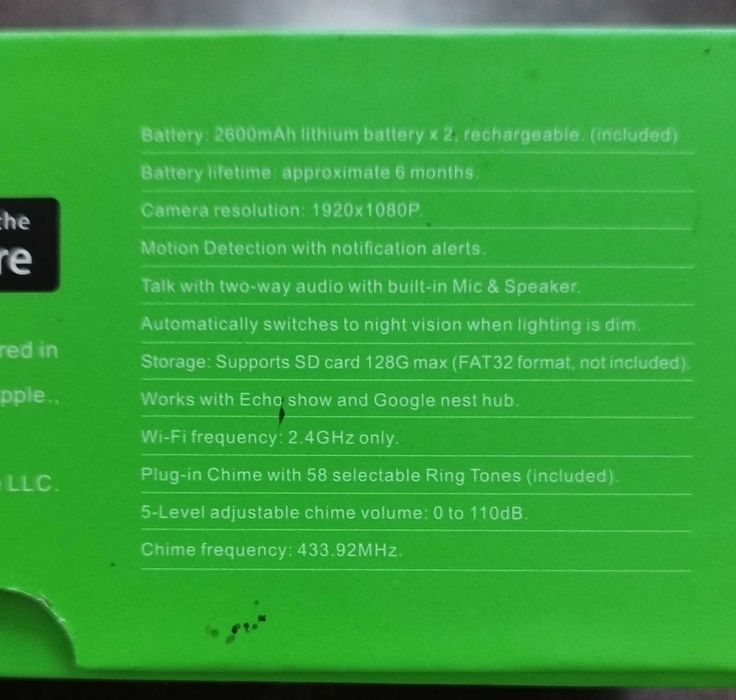 the
re
red in
pple.,
LLC.
Battery: 2600mAh lithium battery x 2, rechargeable. (included)
Battery lifetime: approximate 6 months.
Camera resolution: 1920x1080P.
Motion Detection with notification alerts.
Talk with two-way audio with built-in Mic & Speaker.
Automatically switches to night vision when lighting is dim.
Storage: Supports SD card 128G max (FAT32 format, not included).
Works with Echo show and Google nest hub.
Wi-Fi frequency: 2.4GHz only.
Plug-in Chime with 58 selectable Ring Tones (included).
5-Level adjustable chime volume: 0 to 110dB.
Chime frequency: 433.92MHz.